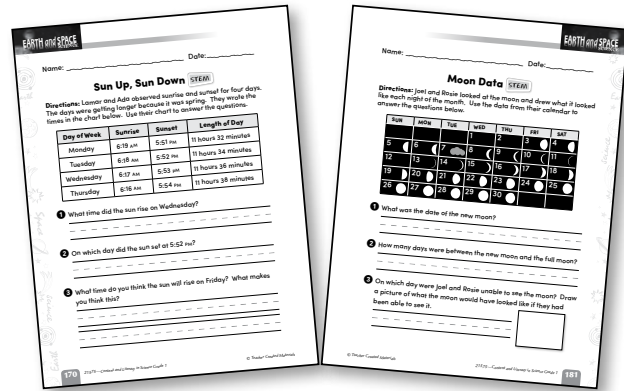 EARTH and SPACE
SCIENCE
Name: Date:
Sun Up, Sun Down STEM
Directions: Lamar and Ada observed sunrise and sunset for four days.
The days were getting longer because it was spring. They wrote the
times in the chart below. Use their chart to answer the questions.
Day of Week Sunrise Sunset Length of Day
Monday 6:19 AM 5:51 PM 11 hours 32 minutes
Tuesday 6:18 AM 5:52 PM 11 hours 34 minutes
Wednesday 6:17 AM 5:53 PM 11 hours 36 minutes
Thursday 6:16 AM 5:54 PM 11 hours 38 minutes
1 What time did the sun rise on Wednesday?
2 On which day did the sun set at 5:52 PM?
3 What time do you think the sun will rise on Friday? What makes
you think this?
170
© Teacher Created Materials
EARTH and SPACE
SCIENCE
Name: Date:
Moon Data STEM
Directions: Joel and Rosie looked at the moon and drew what it looked
like each night of the month. Use the data from their calendar to
answer the questions below.
SUN MON TUE WED THU FRI SAT
1 2 3 4
5 6 7 8 9 10 11
12 13 14 15 16 17 18
19 20 21 22 23 24 25
26 27 28 29 30
1 What was the date of the new moon?
2 How many days were between the new moon and the full moon?
3 On which day were Joel and Rosie unable to see the moon? Draw
a picture of what the moon would have looked like if they had
been able to see it.
© Teacher Created Materials
181